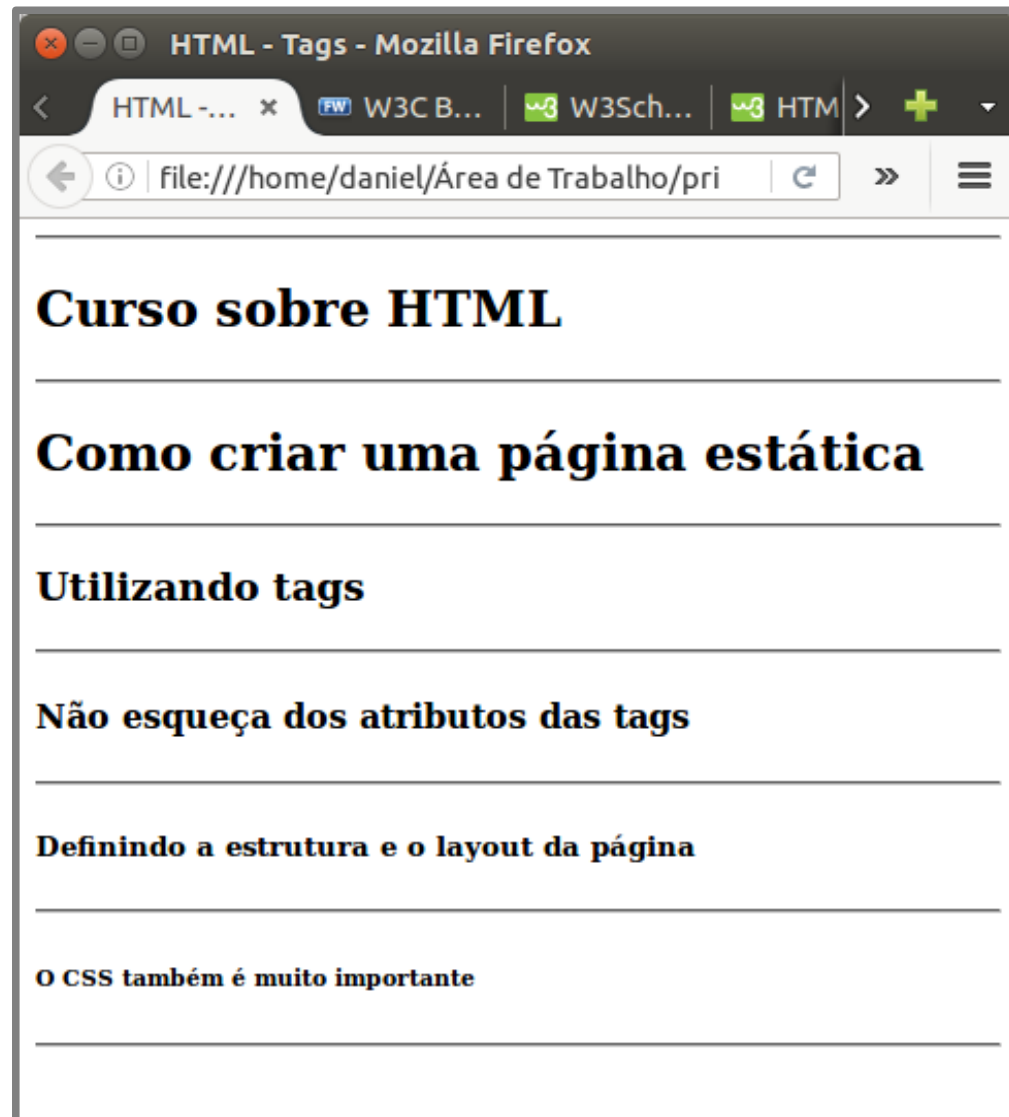 HTML - Tags - Mozilla Firefox
HTML -... W3C B... W3Sch... HTM
file:///home/daniel/Área de Trabalho/pri
Curso sobre HTML
Como criar uma página estática
Utilizando tags
Não esqueça dos atributos das tags
Definindo a estrutura e o layout da página
O CSS também é muito importante